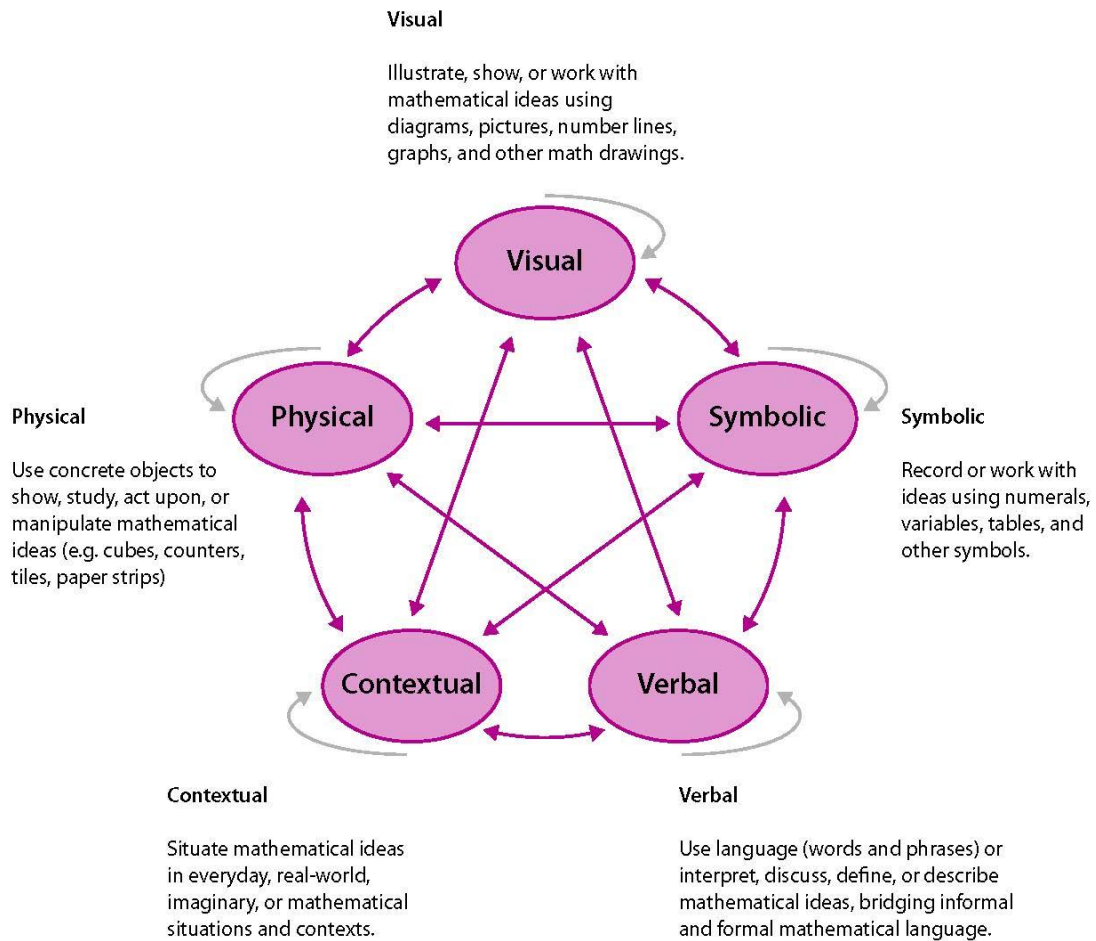 Visual
Illustrate, show, or work with
mathematical ideas using
diagrams, pictures, number lines,
graphs, and other math drawings.
Visual
Physical
Symbolic
Physical
Use concrete objects to
show, study, act upon, or
manipulate mathematical
ideas (e.g. cubes, counters,
tiles, paper strips)
Symbolic
Record or work with
ideas using numerals,
variables, tables, and
other symbols.
Contextual
Verbal
Contextual
Situate mathematical ideas
in everyday, real-world,
imaginary, or mathematical
situations and contexts.
Verbal
Use language (words and phrases) or
interpret, discuss, define, or describe
mathematical ideas, bridging informal
and formal mathematical language.